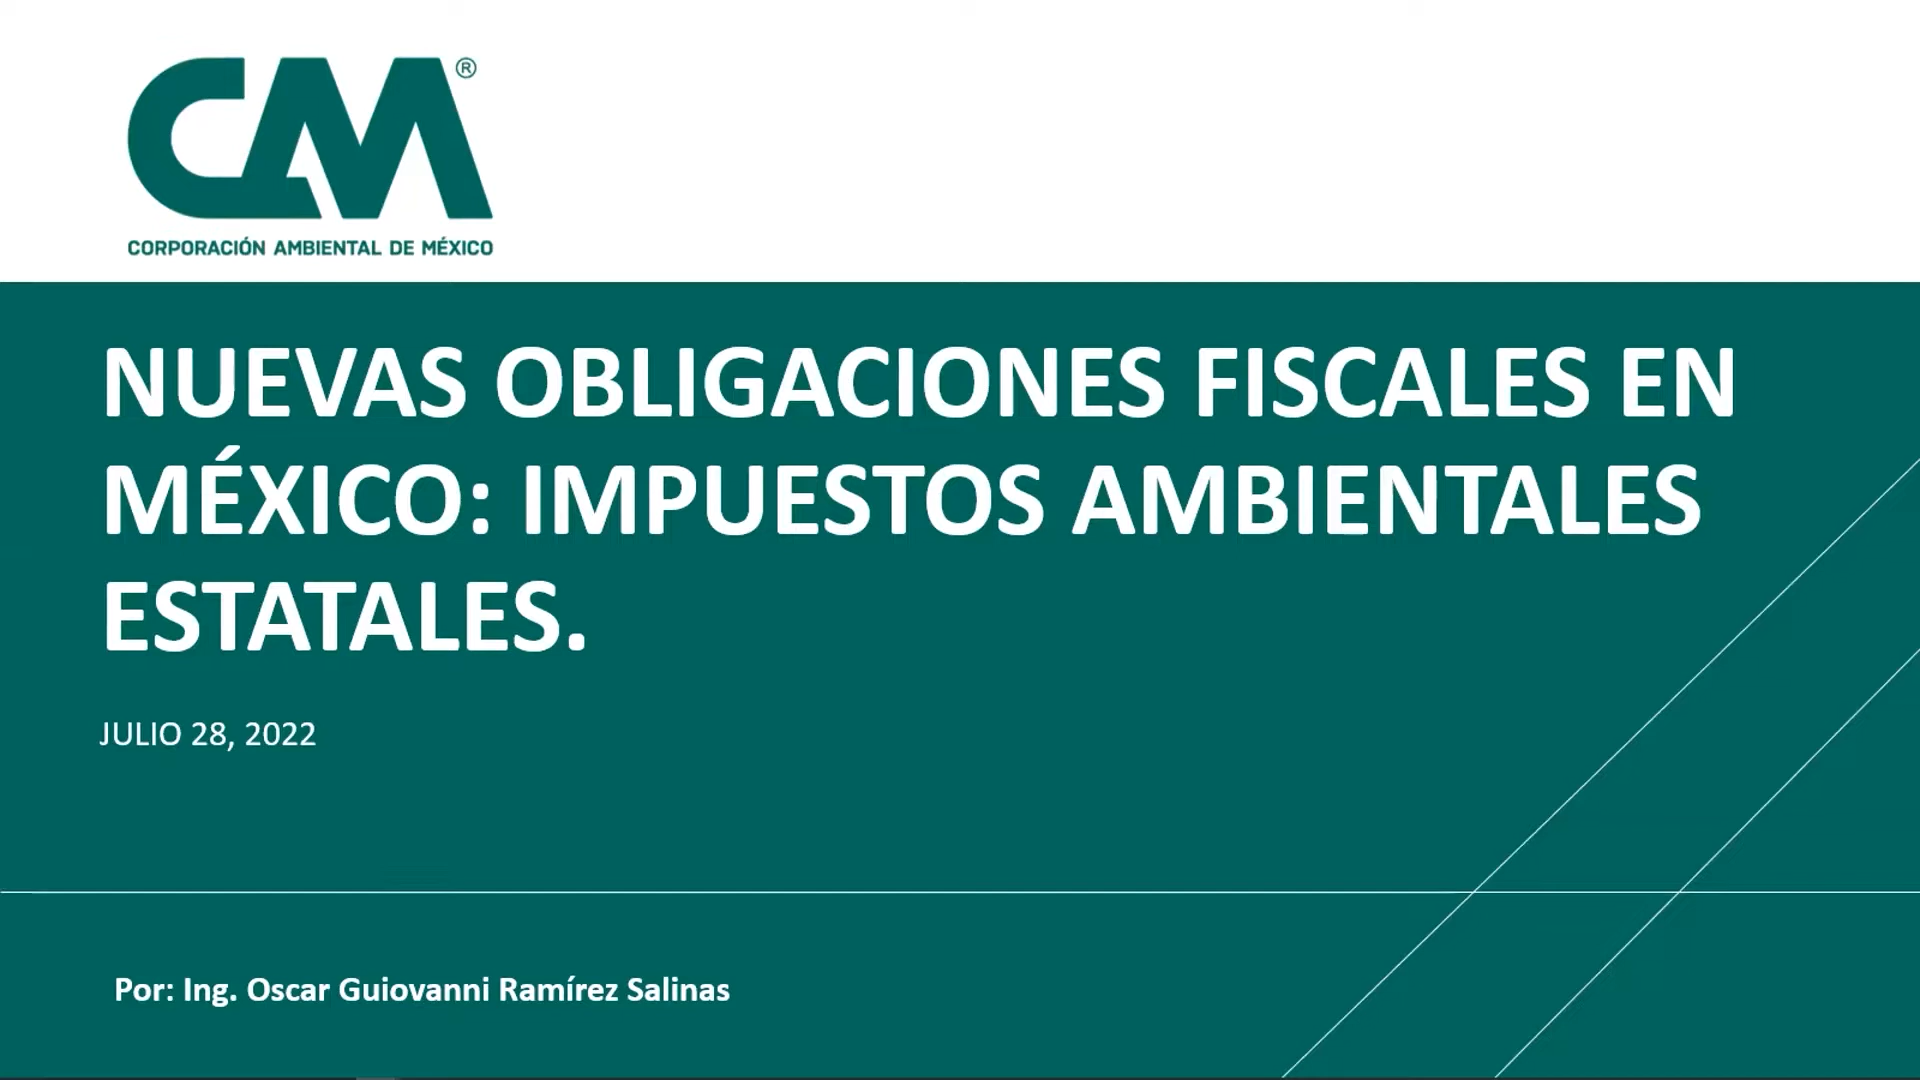 CAM®
CORPORACIÓN AMBIENTAL DE MÉXICO
NUEVAS OBLIGACIONES FISCALES EN
MÉXICO: IMPUESTOS AMBIENTALES
ESTATALES.
JULIO 28, 2022
Por: Ing. Oscar Guiovanni Ramírez Salinas